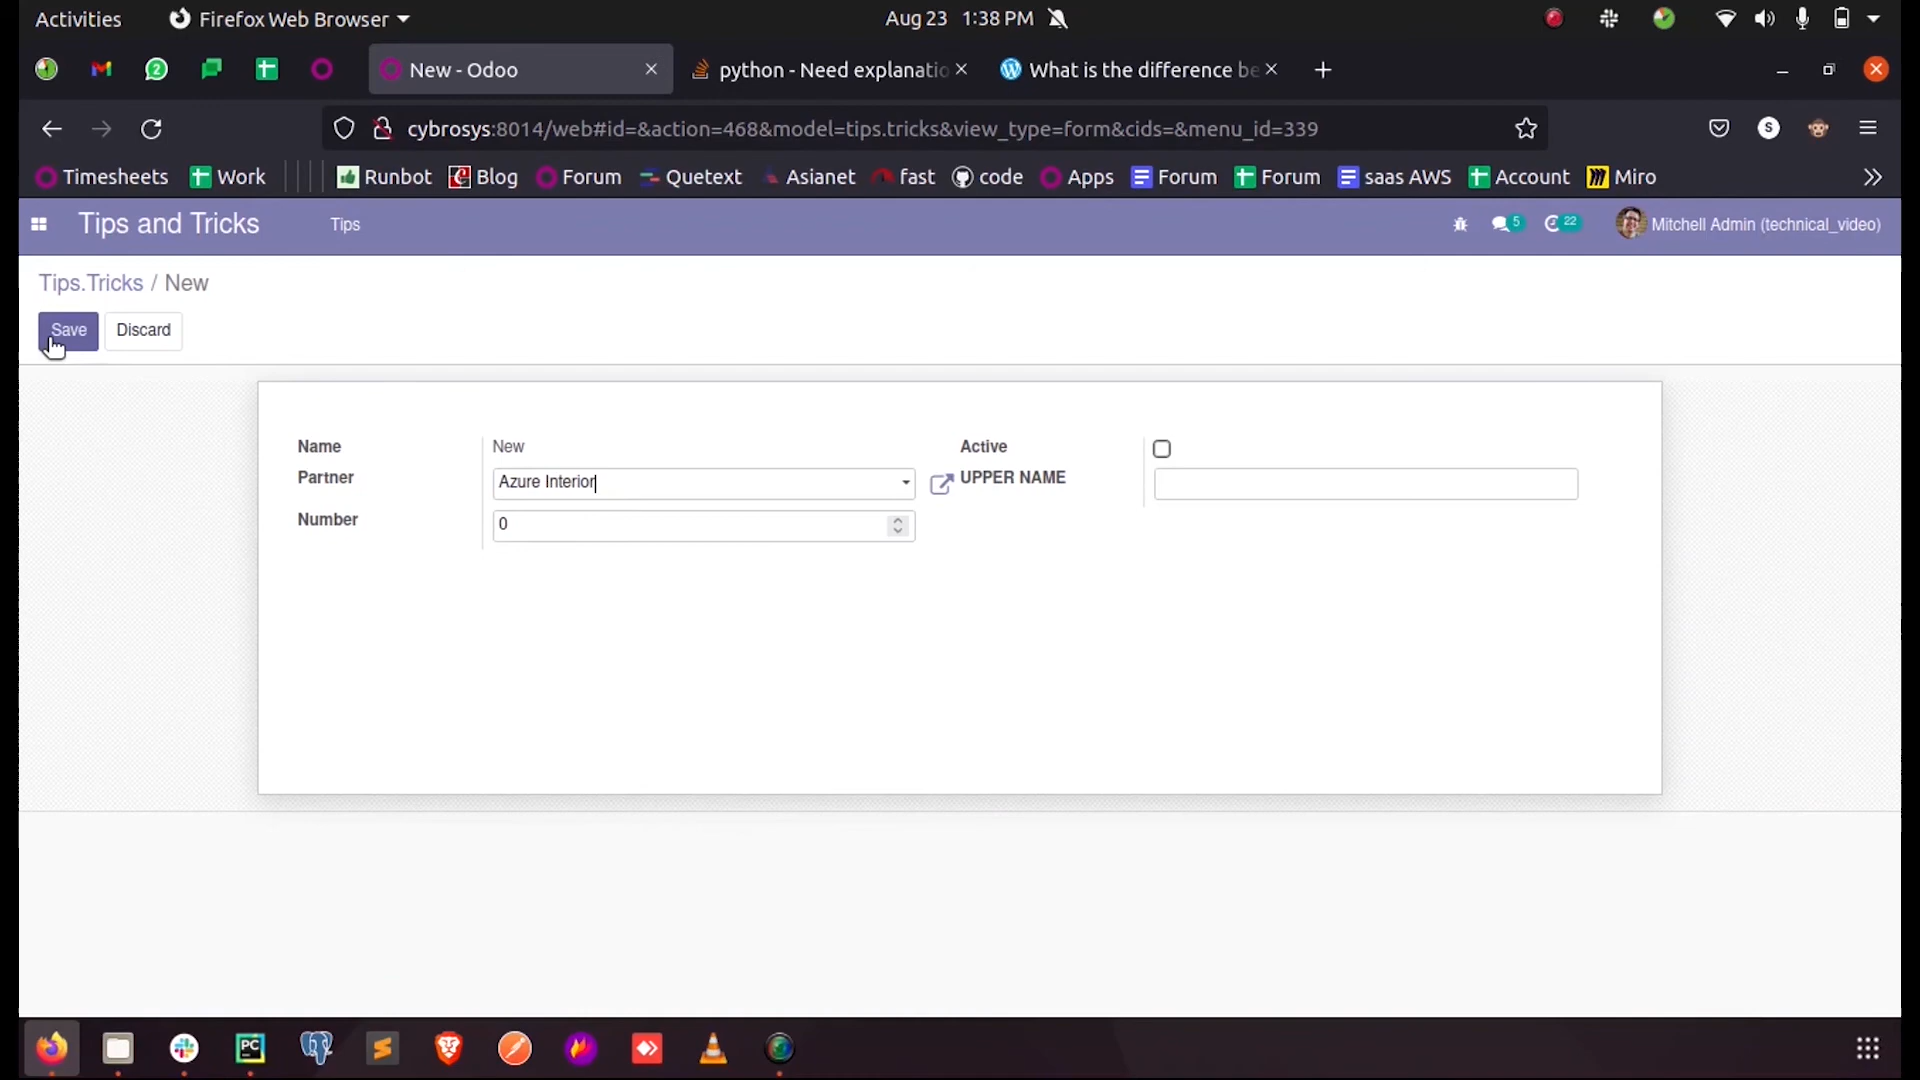 Activities Firefox Web Browser Aug 23 1:38 PM
2 New - Odoo python - Need explanatio What is the difference be
cybrosys:8014/web#id=&action=468&model=tips.tricks&view_type=form&cids=&menu_id=339 S
Timesheets Work Runbot Blog Forum Quetext Asianet fast code Apps Forum Forum saas AWS Account Miro
Tips and Tricks Tips 5 22 Mitchell Admin (technical_video)
Tips.Tricks / New
Save Discard
Name New Active
Partner Azure Interior UPPER NAME
Number 0
PC S